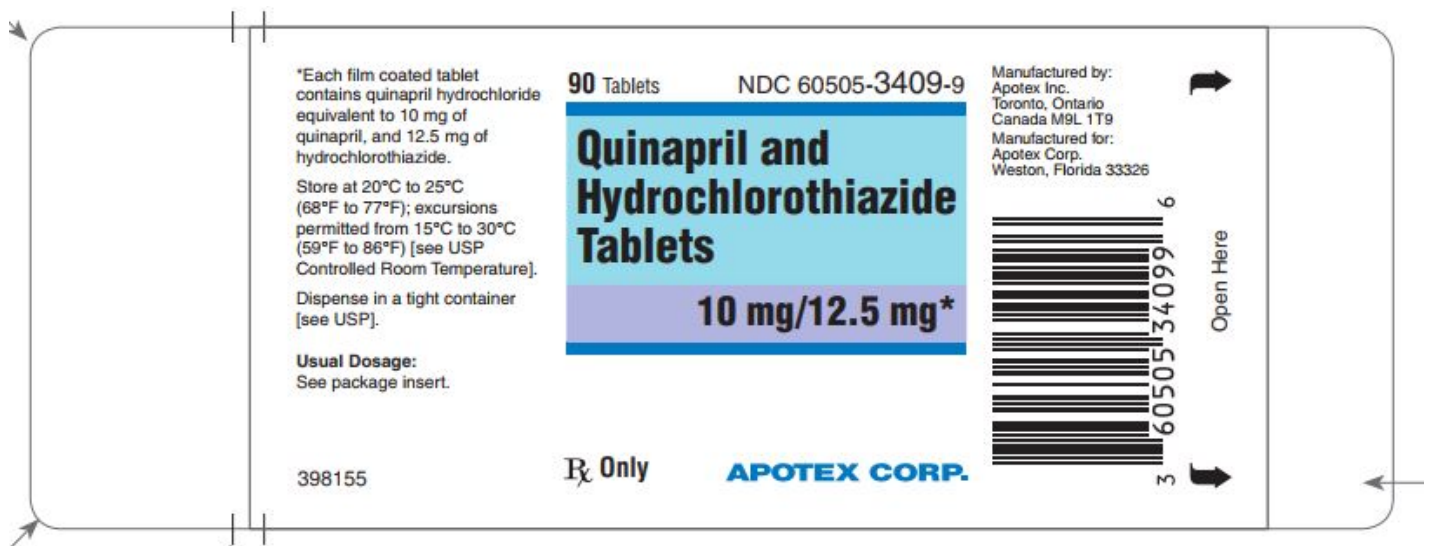 *Each film coated tablet
contains quinapril hydrochloride
equivalent to 10 mg of
quinapril, and 12.5 mg of
hydrochlorothiazide.
Store at 20°C to 25°C
(68°F to 77°F); excursions
permitted from 15°C to 30°C
(59°F to 86°F) [see USP
Controlled Room Temperature].
Dispense in a tight container
[see USP].
Usual Dosage:
See package insert.
398155
90 Tablets NDC 60505-3409-9
Quinapril and
Hydrochlorothiazide
Tablets
10 mg/12.5 mg*
℞ Only APOTEX CORP.
Manufactured by:
Apotex Inc.
Toronto, Ontario
Canada M9L 1T9
Manufactured for:
Apotex Corp.
Weston, Florida 33326
3 60505 34099 6
Open Here